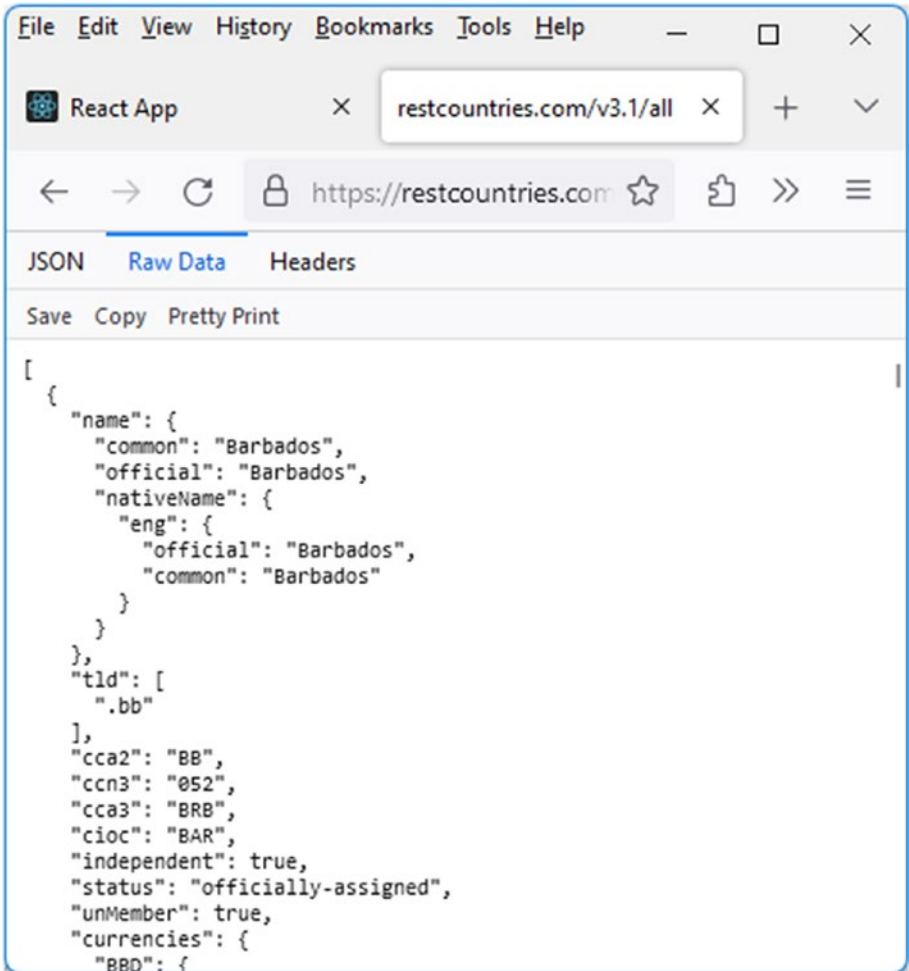 File Edit View History Bookmarks Tools Help
React App
restcountries.com/v3.1/all
https://restcountries.com
JSON Raw Data Headers
Save Copy Pretty Print
[
  {
    "name": {
      "common": "Barbados",
      "official": "Barbados",
      "nativeName": {
        "eng": {
          "official": "Barbados",
          "common": "Barbados"
        }
      }
    },
    "tld": [
      ".bb"
    ],
    "cca2": "BB",
    "ccn3": "052",
    "cca3": "BRB",
    "cioc": "BAR",
    "independent": true,
    "status": "officially-assigned",
    "unMember": true,
    "currencies": {
      "BBD": {